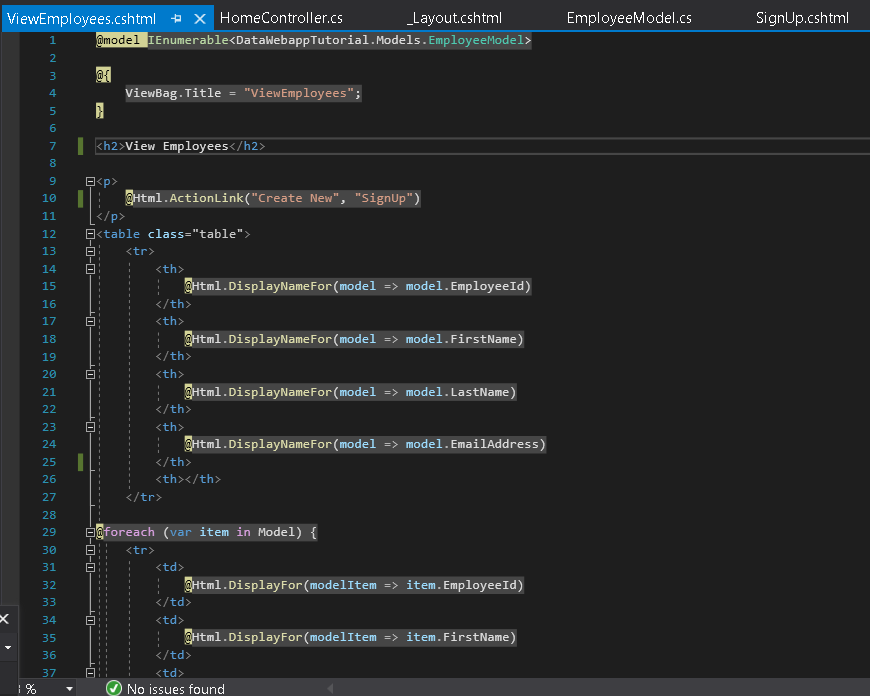 ViewEmployees.cshtml HomeController.cs _Layout.cshtml EmployeeModel.cs SignUp.cshtml
1 @model IEnumerable<DataWebappTutorial.Models.EmployeeModel>
2
3 @{
4 ViewBag.Title = "ViewEmployees";
5 }
6
7 <h2>View Employees</h2>
8
9 <p>
10 @Html.ActionLink("Create New", "SignUp")
11 </p>
12 <table class="table">
13 <tr>
14 <th>
15 @Html.DisplayNameFor(model => model.EmployeeId)
16 </th>
17 <th>
18 @Html.DisplayNameFor(model => model.FirstName)
19 </th>
20 <th>
21 @Html.DisplayNameFor(model => model.LastName)
22 </th>
23 <th>
24 @Html.DisplayNameFor(model => model.EmailAddress)
25 </th>
26 <th></th>
27 </tr>
28
29 @foreach (var item in Model) {
30 <tr>
31 <td>
32 @Html.DisplayFor(modelItem => item.EmployeeId)
33 </td>
34 <td>
35 @Html.DisplayFor(modelItem => item.FirstName)
36 </td>
37 <td>
% No issues found